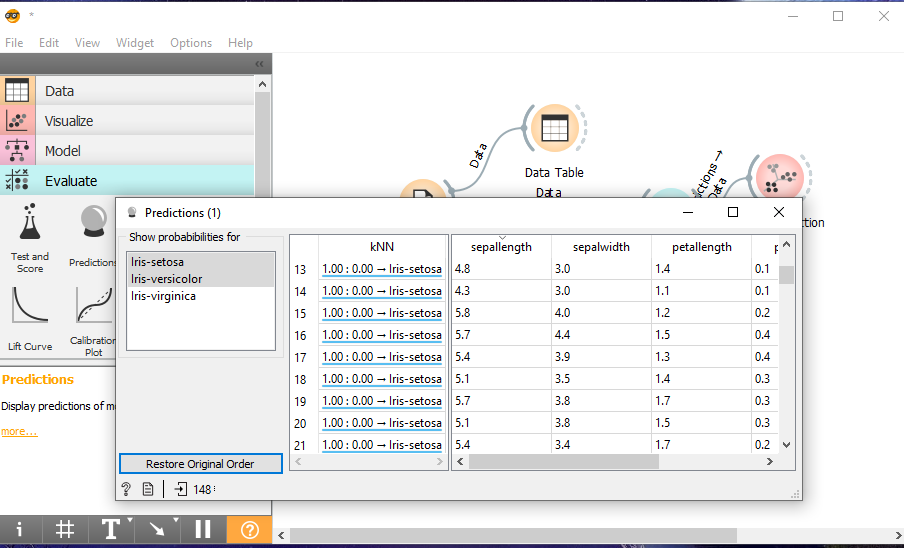 *
File Edit View Widget Options Help
Data
Visualize
Model
Evaluate
Test and
Score
Predictions
Lift Curve
Calibration
Plot
Predictions
Display predictions of
more...
Data
Data Table
Data
Data
Predictions (1)
Show probabibilities for
Iris-setosa
Iris-versicolor
Iris-virginica
Restore Original Order
148
kNN sepallength sepalwidth petallength
13 1.00 : 0.00 → Iris-setosa 4.8 3.0 1.4 0.1
14 1.00 : 0.00 → Iris-setosa 4.3 3.0 1.1 0.1
15 1.00 : 0.00 → Iris-setosa 5.8 4.0 1.2 0.2
16 1.00 : 0.00 → Iris-setosa 5.7 4.4 1.5 0.4
17 1.00 : 0.00 → Iris-setosa 5.4 3.9 1.3 0.4
18 1.00 : 0.00 → Iris-setosa 5.1 3.5 1.4 0.3
19 1.00 : 0.00 → Iris-setosa 5.7 3.8 1.7 0.3
20 1.00 : 0.00 → Iris-setosa 5.1 3.8 1.5 0.3
21 1.00 : 0.00 → Iris-setosa 5.4 3.4 1.7 0.2